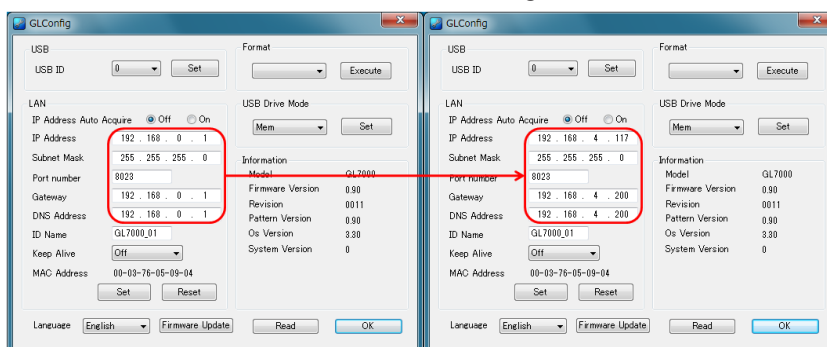 GLConfig
USB
USB ID 0 Set
Format
Execute
LAN
IP Address Auto Acquire Off On
IP Address 192 . 168 . 0 . 1
Subnet Mask 255 . 255 . 255 . 0
Port number 8023
Gateway 192 . 168 . 0 . 1
DNS Address 192 . 168 . 0 . 1
ID Name GL7000_01
Keep Alive Off
MAC Address 00-03-76-05-09-04
Set Reset
USB Drive Mode
Mem Set
Information
Model GL7000
Firmware Version 0.90
Revision 0011
Pattern Version 0.90
Os Version 3.30
System Version 0
Language English Firmware Update Read OK
GLConfig
USB
USB ID 0 Set
Format
Execute
LAN
IP Address Auto Acquire Off On
IP Address 192 . 168 . 4 . 117
Subnet Mask 255 . 255 . 255 . 0
Port number 8023
Gateway 192 . 168 . 4 . 200
DNS Address 192 . 168 . 4 . 200
ID Name GL7000_01
Keep Alive Off
MAC Address 00-03-76-05-09-04
Set Reset
USB Drive Mode
Mem Set
Information
Model GL7000
Firmware Version 0.90
Revision 0011
Pattern Version 0.90
Os Version 3.30
System Version 0
Language English Firmware Update Read OK